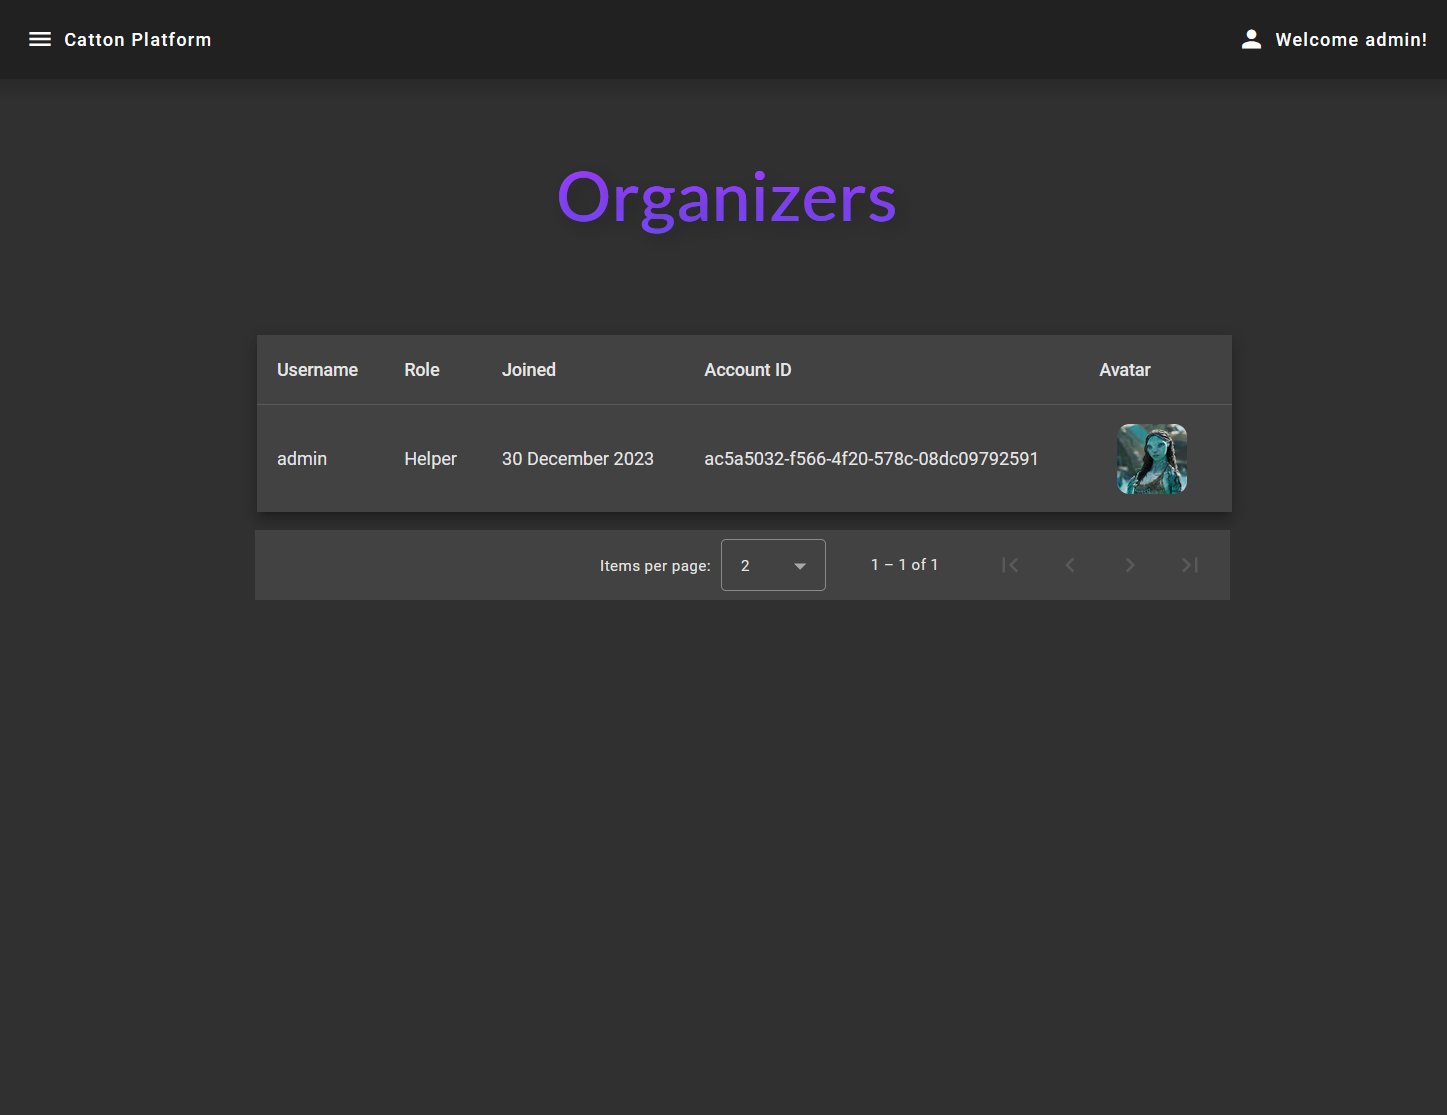 Catton Platform
Welcome admin!
Organizers
Username Role Joined Account ID Avatar
admin Helper 30 December 2023 ac5a5032-f566-4f20-578c-08dc09792591
Items per page: 2 1 – 1 of 1